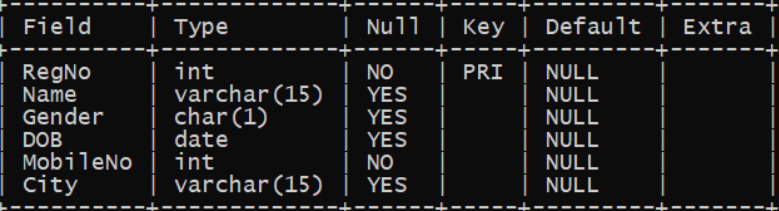 +----------+-------------+------+-----+---------+-------+
| Field    | Type        | Null | Key | Default | Extra |
+----------+-------------+------+-----+---------+-------+
| RegNo    | int         | NO   | PRI | NULL    |       |
| Name     | varchar(15) | YES  |     | NULL    |       |
| Gender   | char(1)     | YES  |     | NULL    |       |
| DOB      | date        | YES  |     | NULL    |       |
| MobileNo | int         | NO   |     | NULL    |       |
| City     | varchar(15) | YES  |     | NULL    |       |
+----------+-------------+------+-----+---------+-------+